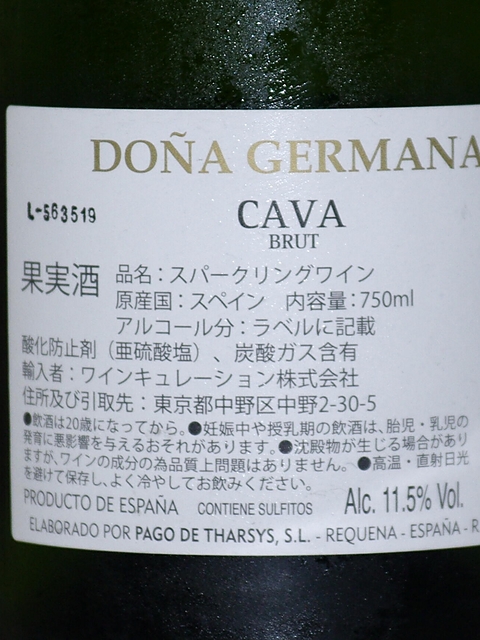 DOÑA GERMANA
L-563519
CAVA
BRUT
果実酒
品名：スパークリングワイン
原産国：スペイン　内容量：750ml
アルコール分：ラベルに記載
酸化防止剤（亜硫酸塩）、炭酸ガス含有
輸入者：ワインキュレーション株式会社
住所及び引取先：東京都中野区中野2-30-5
●飲酒は20歳になってから。●妊娠中や授乳期の飲酒は、胎児・乳児の
発育に悪影響を与えるおそれがあります。●沈殿物が生じる場合があり
ますが、ワインの成分の為品質上問題はありません。●高温・直射日光
を避けて保存し、よく冷やしてお飲みください。
PRODUCTO DE ESPAÑA CONTIENE SULFITOS Alc. 11.5% Vol.
ELABORADO POR PAGO DE THARSYS, S.L. - REQUENA - ESPAÑA - R